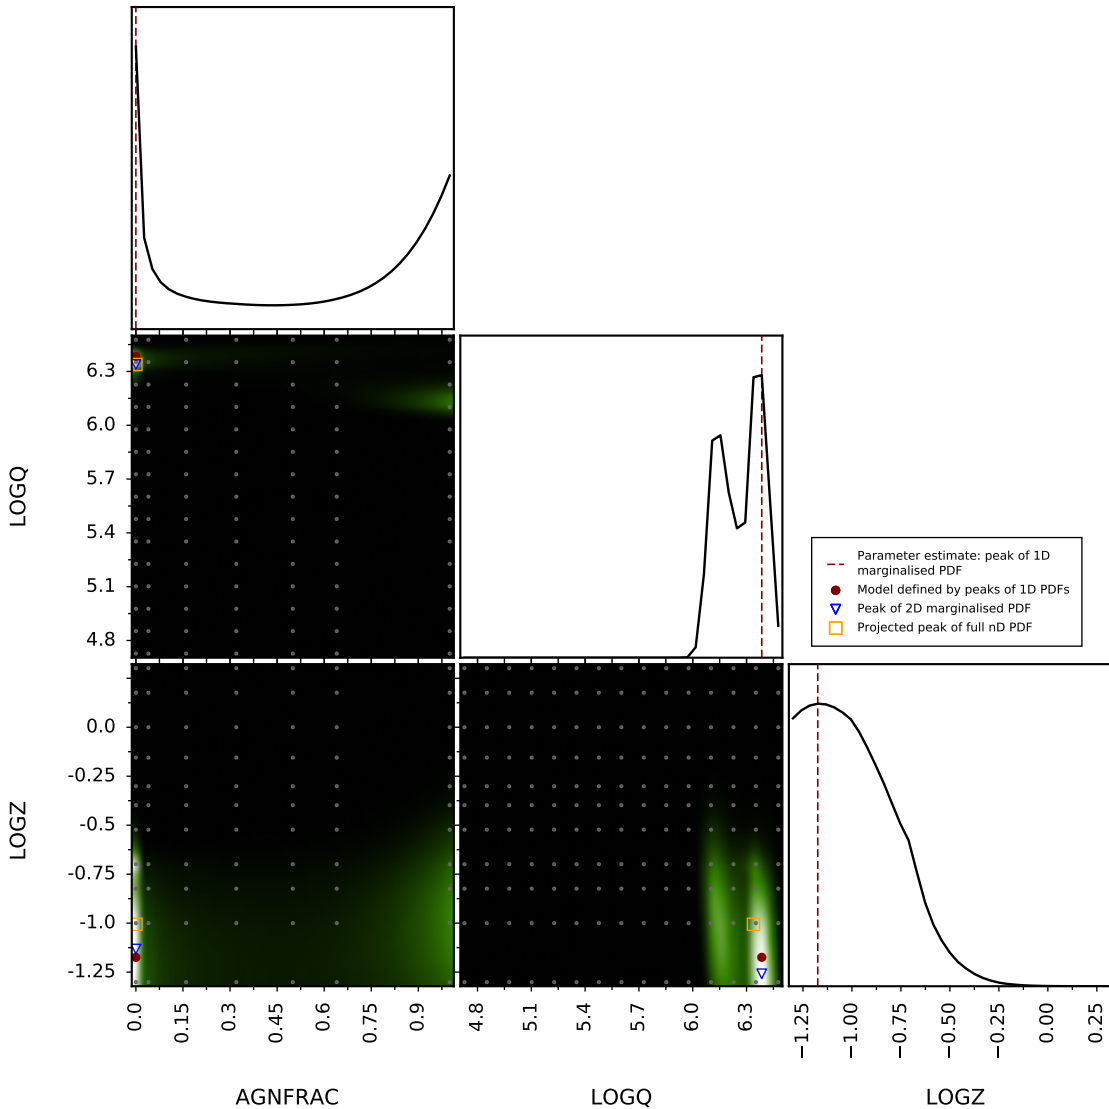 LOGQ
6.3
6.0
5.7
5.4
5.1
4.8
Parameter estimate: peak of 1D
marginalised PDF
Model defined by peaks of 1D PDFs
Peak of 2D marginalised PDF
Projected peak of full nD PDF
LOGZ
0.0
-0.25
-0.5
-0.75
-1.0
-1.25
0.0 0.15 0.3 0.45 0.6 0.75 0.9
4.8 5.1 5.4 5.7 6.0 6.3
−1.25 −1.00 −0.75 −0.50 −0.25 0.00 0.25
AGNFRAC LOGQ LOGZ